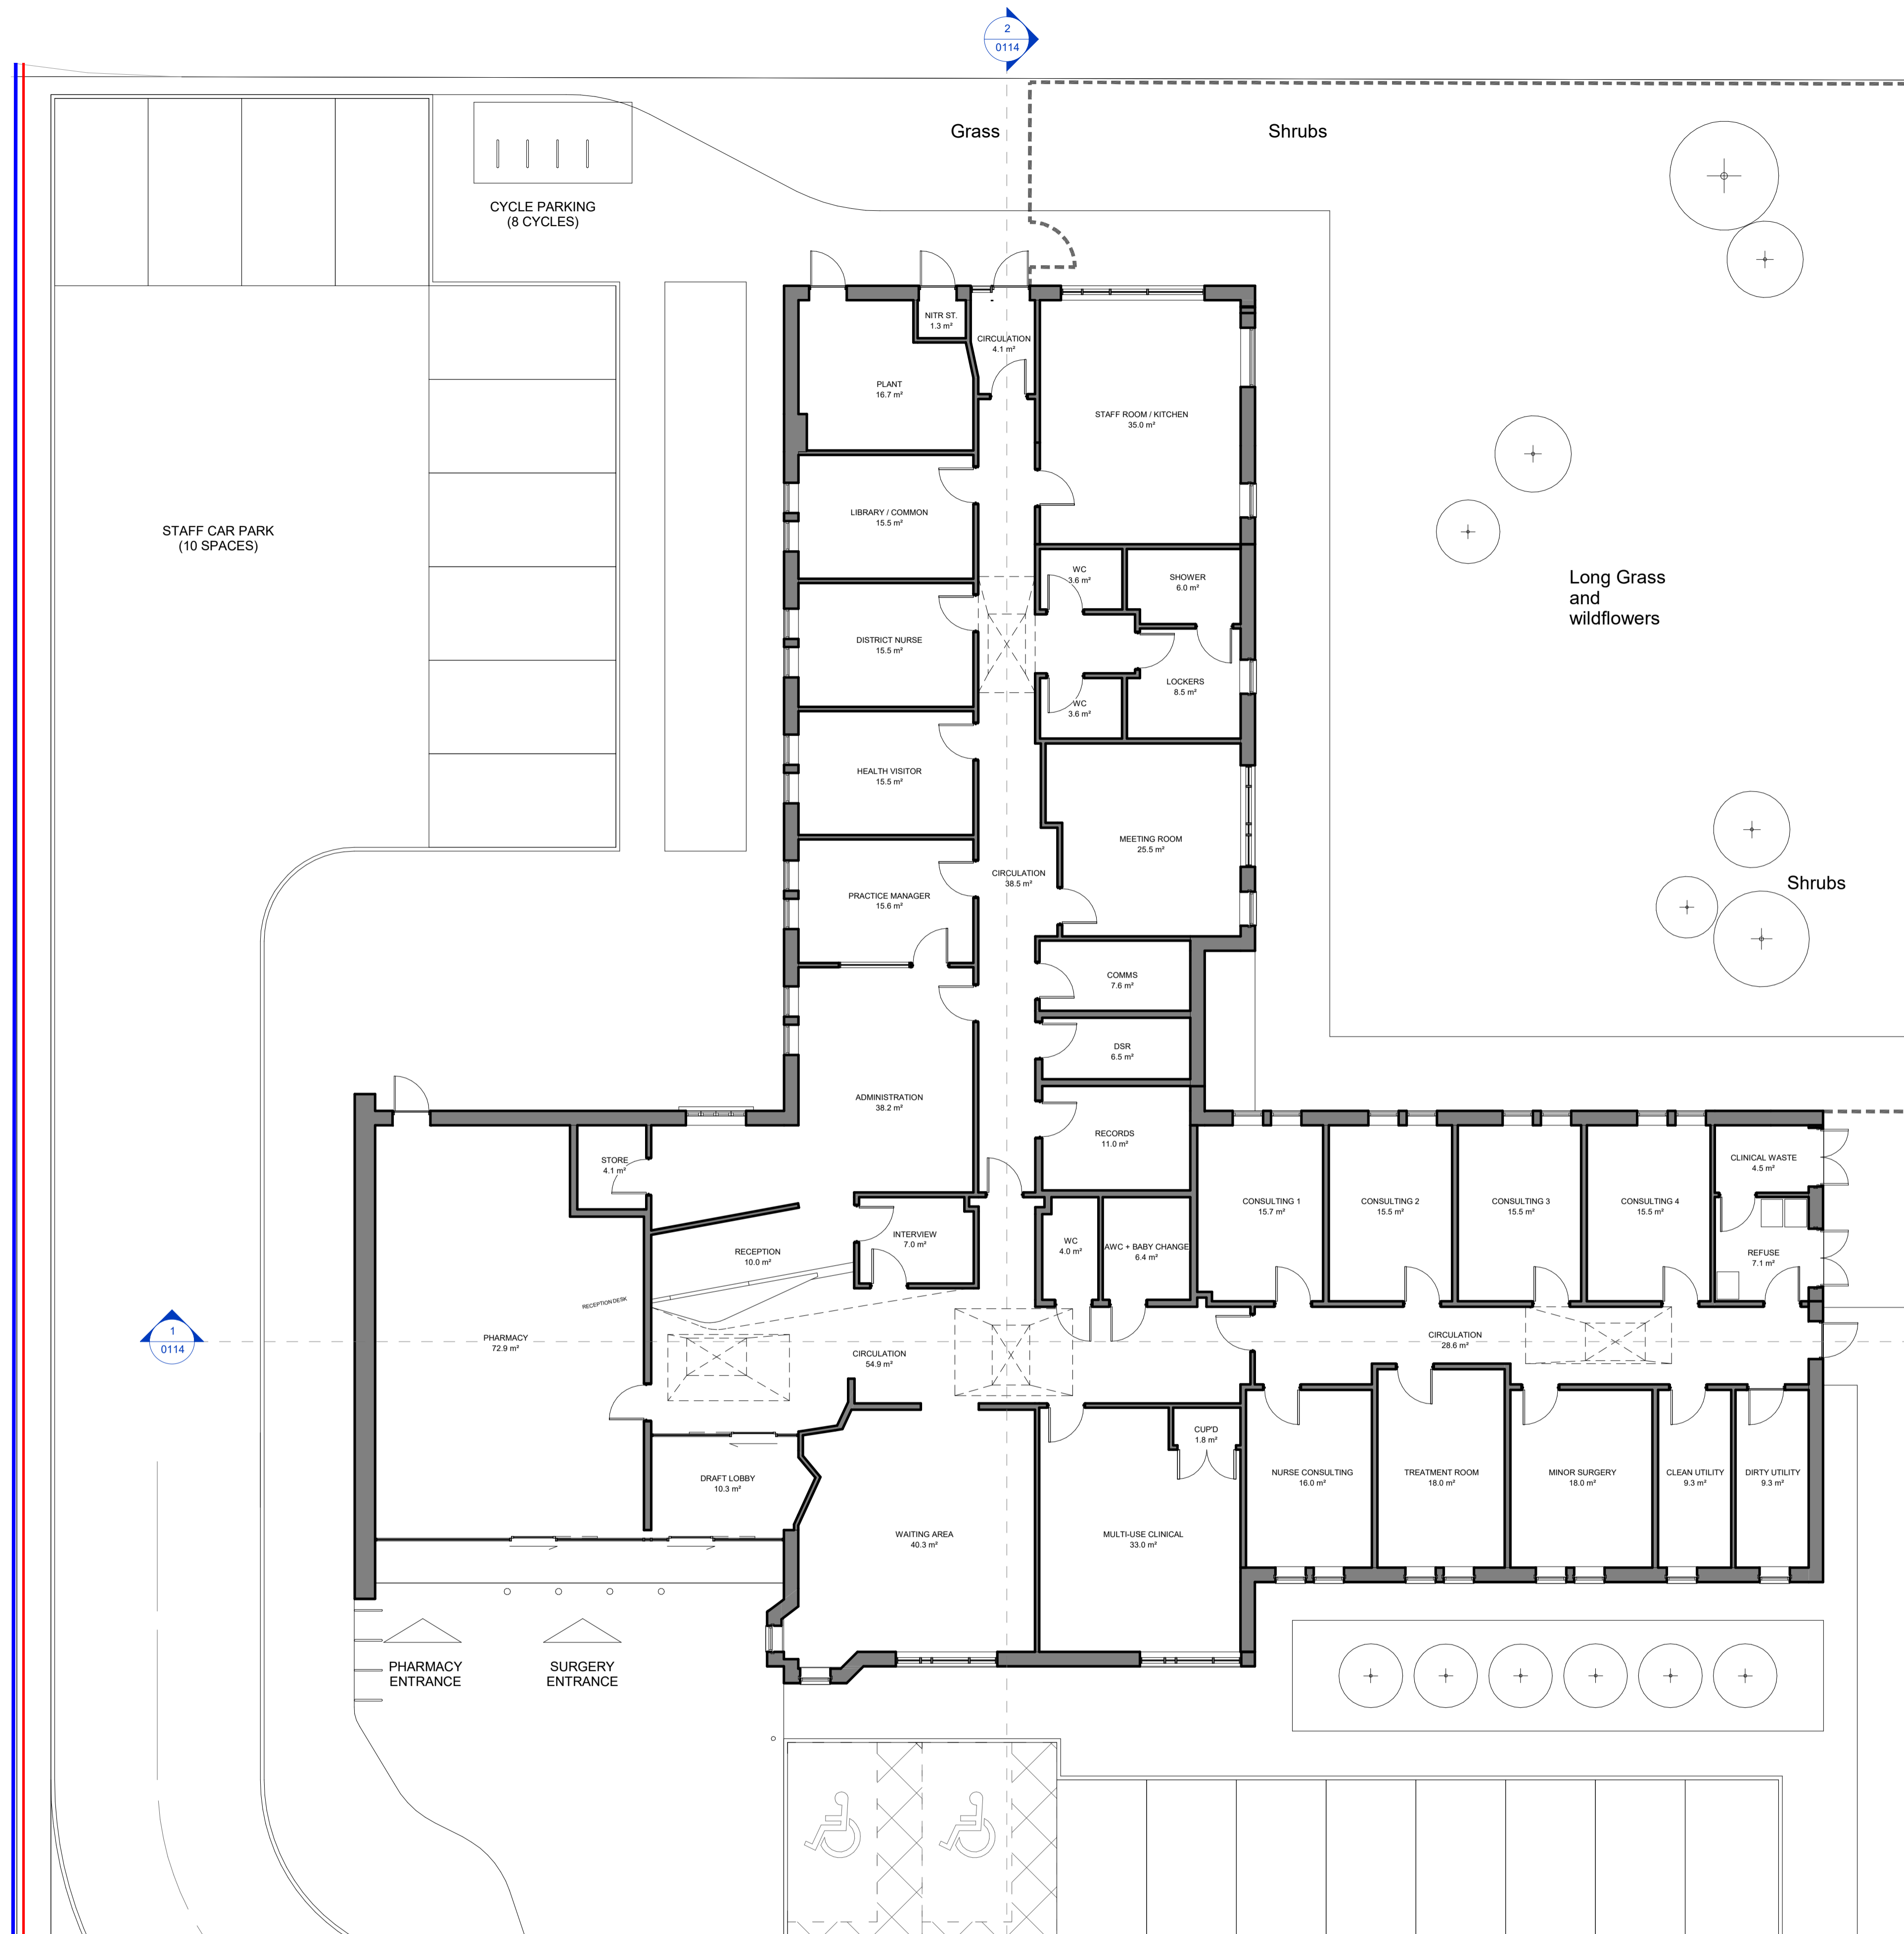 2
0114
Grass
Shrubs
CYCLE PARKING
(8 CYCLES)
NITR ST.
1.3 m²
CIRCULATION
4.1 m²
PLANT
16.7 m²
STAFF ROOM / KITCHEN
35.0 m²
LIBRARY / COMMON
15.5 m²
STAFF CAR PARK
(10 SPACES)
WC
3.6 m²
SHOWER
6.0 m²
Long Grass
and
wildflowers
DISTRICT NURSE
15.5 m²
LOCKERS
8.5 m²
WC
3.6 m²
HEALTH VISITOR
15.5 m²
MEETING ROOM
25.5 m²
CIRCULATION
38.5 m²
Shrubs
PRACTICE MANAGER
15.6 m²
COMMS
7.6 m²
DSR
6.5 m²
ADMINISTRATION
38.2 m²
RECORDS
11.0 m²
STORE
4.1 m²
CLINICAL WASTE
4.5 m²
CONSULTING 1
15.7 m²
CONSULTING 2
15.5 m²
CONSULTING 3
15.5 m²
CONSULTING 4
15.5 m²
INTERVIEW
7.0 m²
WC
4.0 m²
AWC + BABY CHANGE
6.4 m²
RECEPTION
10.0 m²
REFUSE
7.1 m²
RECEPTION DESK
1
0114
PHARMACY
72.9 m²
CIRCULATION
54.9 m²
CIRCULATION
28.6 m²
CUP'D
1.8 m²
DRAFT LOBBY
10.3 m²
NURSE CONSULTING
16.0 m²
TREATMENT ROOM
18.0 m²
MINOR SURGERY
18.0 m²
CLEAN UTILITY
9.3 m²
DIRTY UTILITY
9.3 m²
WAITING AREA
40.3 m²
MULTI-USE CLINICAL
33.0 m²
PHARMACY
ENTRANCE
SURGERY
ENTRANCE